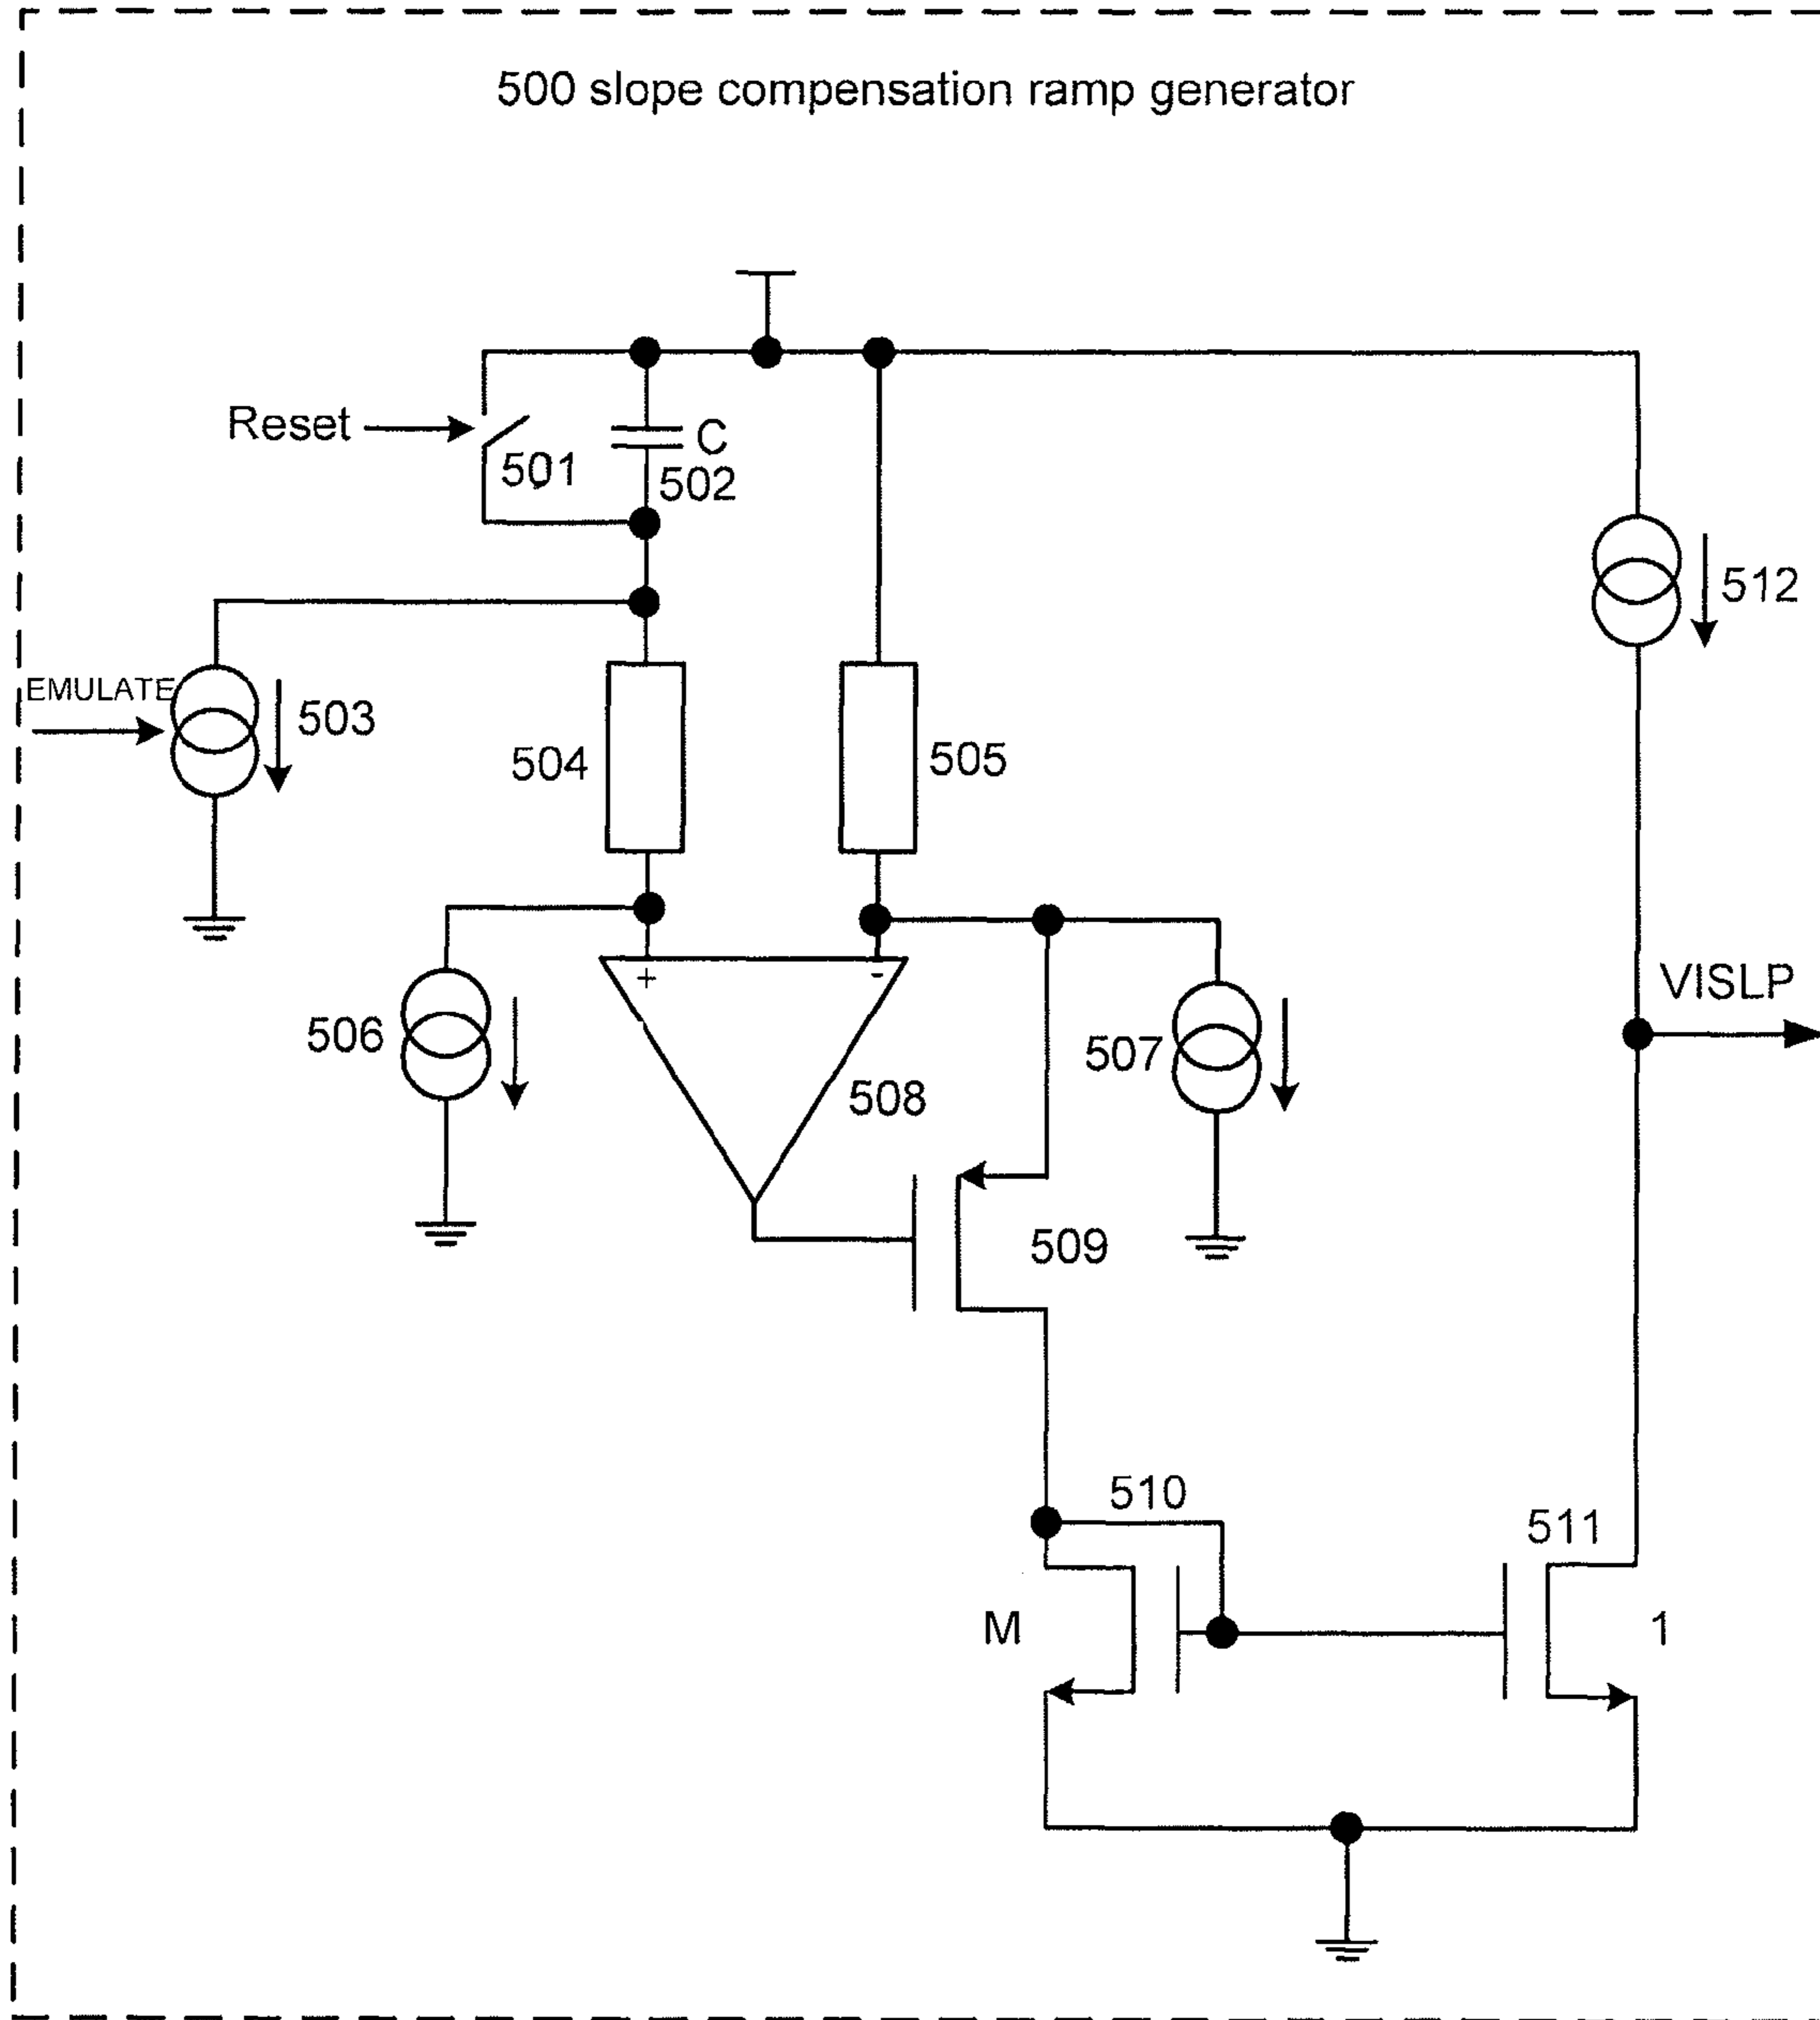 500 slope compensation ramp generator
Reset
501
C
502
512
EMULATE
503
504
505
+
-
VISLP
506
507
508
509
510
511
M
1